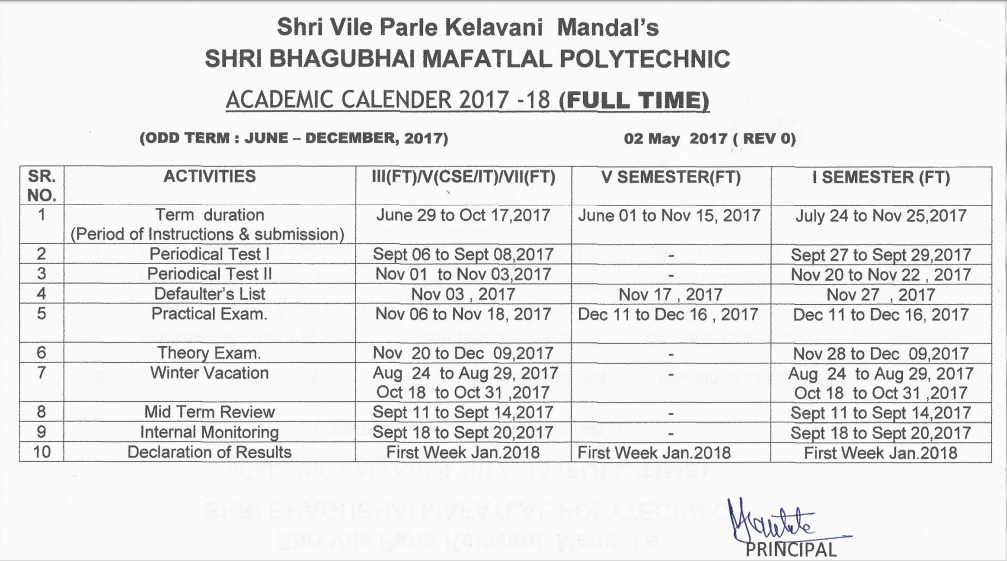 Shri Vile Parle Kelavani Mandal's
SHRI BHAGUBHAI MAFATLAL POLYTECHNIC
ACADEMIC CALENDER 2017 -18 (FULL TIME)
(ODD TERM : JUNE – DECEMBER, 2017) 02 May 2017 ( REV 0)
SR. NO. ACTIVITIES III(FT)/V(CSE/IT)/VII(FT) V SEMESTER(FT) I SEMESTER (FT)
1 Term duration June 29 to Oct 17,2017 June 01 to Nov 15, 2017 July 24 to Nov 25,2017
(Period of Instructions & submission)
2 Periodical Test I Sept 06 to Sept 08,2017 - Sept 27 to Sept 29,2017
3 Periodical Test II Nov 01 to Nov 03,2017 - Nov 20 to Nov 22 , 2017
4 Defaulter's List Nov 03 , 2017 Nov 17 , 2017 Nov 27 , 2017
5 Practical Exam. Nov 06 to Nov 18, 2017 Dec 11 to Dec 16 , 2017 Dec 11 to Dec 16, 2017
6 Theory Exam. Nov 20 to Dec 09,2017 - Nov 28 to Dec 09,2017
7 Winter Vacation Aug 24 to Aug 29, 2017 Aug 24 to Aug 29, 2017
Oct 18 to Oct 31 ,2017 Oct 18 to Oct 31 ,2017
8 Mid Term Review Sept 11 to Sept 14,2017 - Sept 11 to Sept 14,2017
9 Internal Monitoring Sept 18 to Sept 20,2017 - Sept 18 to Sept 20,2017
10 Declaration of Results First Week Jan.2018 First Week Jan.2018 First Week Jan.2018
PRINCIPAL